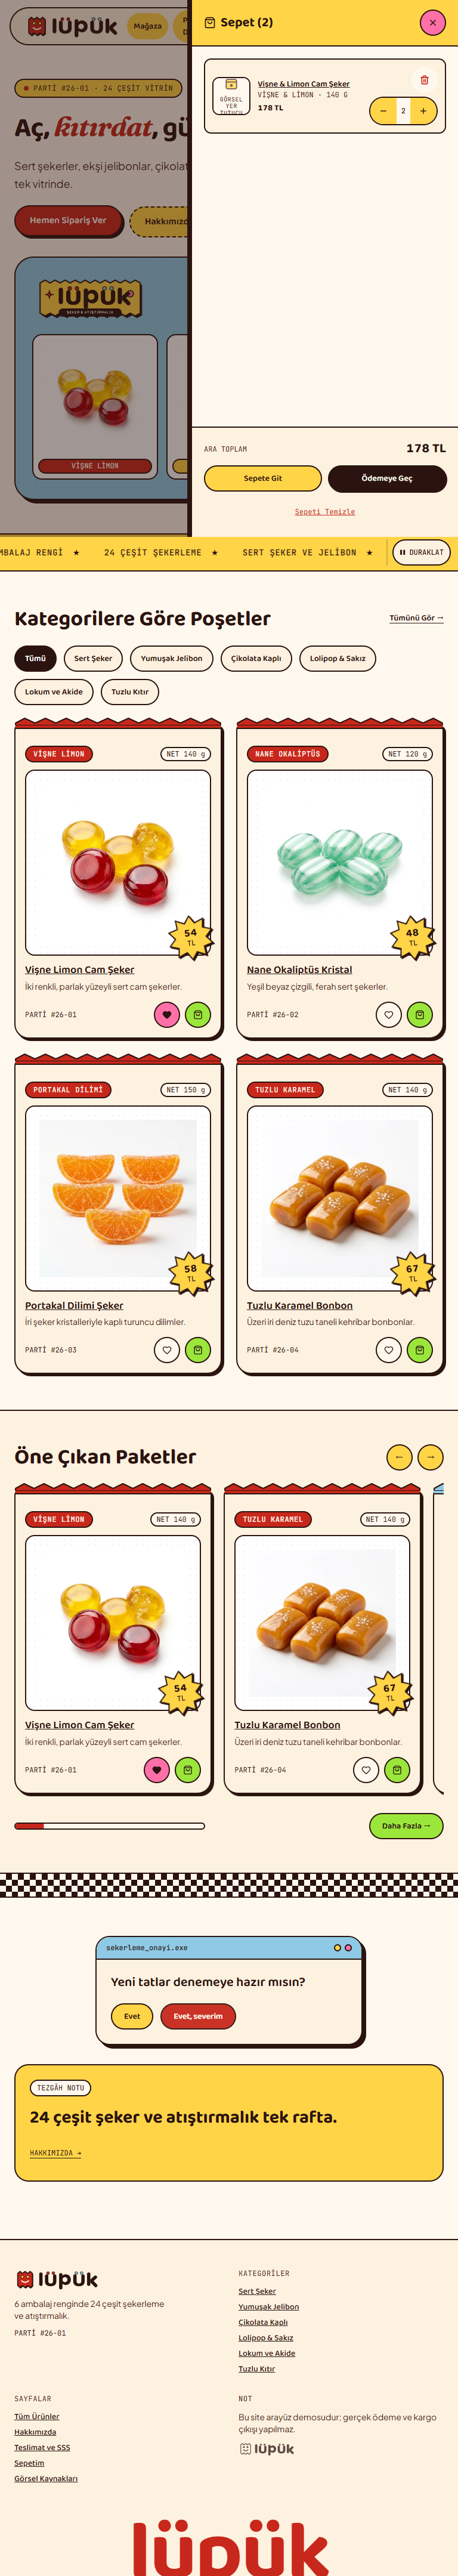 lüpük
Mağaza
PARTİ #26-01 · 24 ÇEŞİT VİTRİN
Aç, kıtırdat,
Sert şekerler, ekşi jelibonlar,
tek vitrinde.
Hemen Sipariş Ver
lüpük
ŞEKER & ATIŞTIRMALIK
VİŞNE LİMON
Sepet (2)
GÖRSEL
YER
TUTUCU
Vişne & Limon Cam Şeker
VİŞNE & LİMON · 140 G
178 TL
− 2 +
ARA TOPLAM 178 TL
Sepete Git
Ödemeye Geç
Sepeti Temizle
MBALAJ RENGİ ★ 24 ÇEŞİT ŞEKERLEME ★ SERT ŞEKER VE JELİBON ★
DURAKLAT
Kategorilere Göre Poşetler
Tümünü Gör →
Tümü
Sert Şeker
Yumuşak Jelibon
Çikolata Kaplı
Lolipop & Sakız
Lokum ve Akide
Tuzlu Kıtır
VİŞNE LİMON
NET 140 g
54
TL
Vişne Limon Cam Şeker
İki renkli, parlak yüzeyli sert cam şekerler.
PARTİ #26-01
NANE OKALİPTÜS
NET 120 g
48
TL
Nane Okaliptüs Kristal
Yeşil beyaz çizgili, ferah sert şekerler.
PARTİ #26-02
PORTAKAL DİLİMİ
NET 150 g
58
TL
Portakal Dilimi Şeker
İri şeker kristalleriyle kaplı turuncu dilimler.
PARTİ #26-03
TUZLU KARAMEL
NET 140 g
67
TL
Tuzlu Karamel Bonbon
Üzeri iri deniz tuzu taneli kehribar bonbonlar.
PARTİ #26-04
Öne Çıkan Paketler
← →
VİŞNE LİMON
NET 140 g
54
TL
Vişne Limon Cam Şeker
İki renkli, parlak yüzeyli sert cam şekerler.
PARTİ #26-01
TUZLU KARAMEL
NET 140 g
67
TL
Tuzlu Karamel Bonbon
Üzeri iri deniz tuzu taneli kehribar bonbonlar.
PARTİ #26-04
Daha Fazla →
sekerleme_onayi.exe
Yeni tatlar denemeye hazır mısın?
Evet
Evet, severim
TEZGÂH NOTU
24 çeşit şeker ve atıştırmalık tek rafta.
HAKKIMIZDA →
lüpük
6 ambalaj renginde 24 çeşit şekerleme
ve atıştırmalık.
PARTİ #26-01
KATEGORİLER
Sert Şeker
Yumuşak Jelibon
Çikolata Kaplı
Lolipop & Sakız
Lokum ve Akide
Tuzlu Kıtır
SAYFALAR
Tüm Ürünler
Hakkımızda
Teslimat ve SSS
Sepetim
Görsel Kaynakları
NOT
Bu site arayüz demosudur; gerçek ödeme ve kargo
çıkışı yapılmaz.
lüpük
lüpük